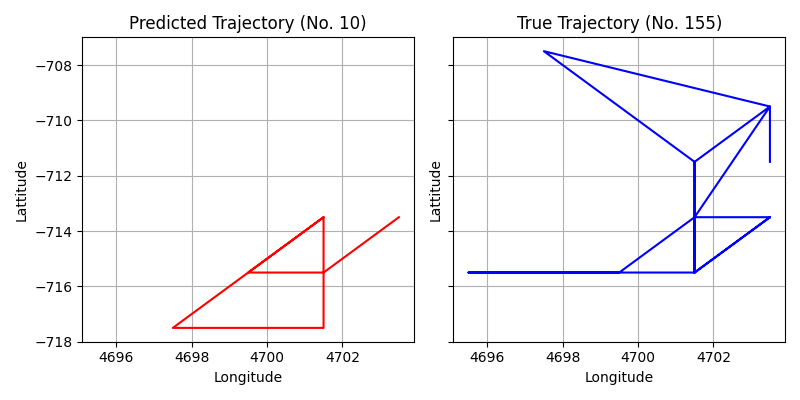 Predicted Trajectory (No. 10)
True Trajectory (No. 155)
Lattitude
−708
−710
−712
−714
−716
−718
4696
4698
4700
4702
Longitude
Lattitude
4696
4698
4700
4702
Longitude